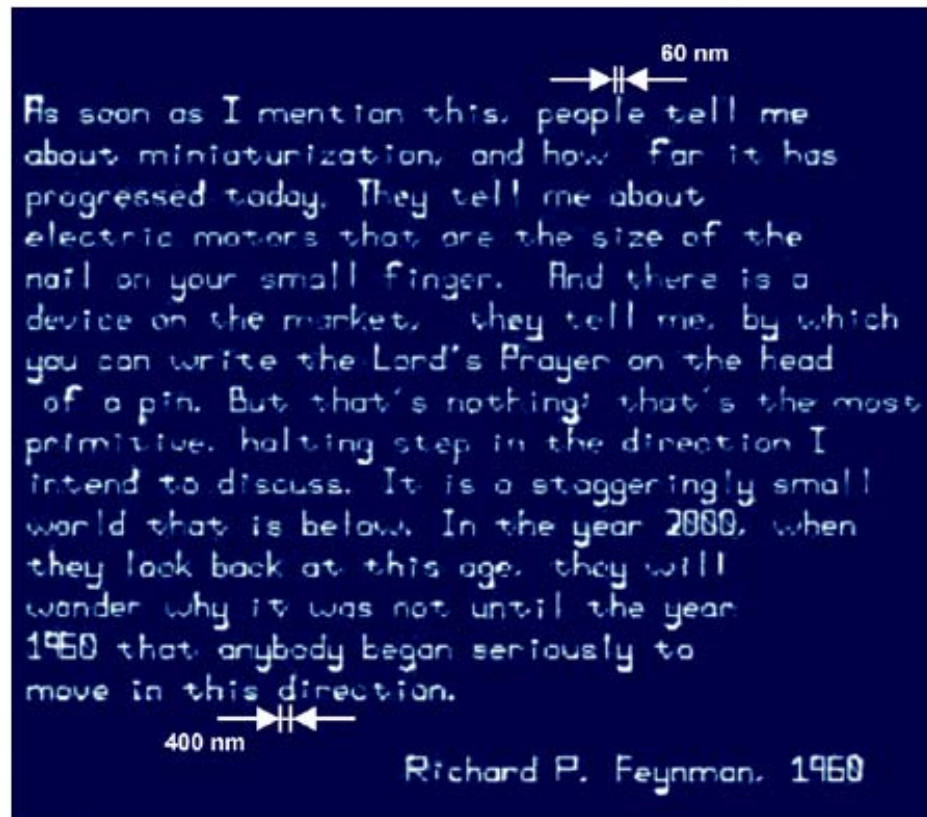 60 nm
As soon as I mention this, people tell me
about miniaturization, and how far it has
progressed today. They tell me about
electric motors that are the size of the
nail on your small finger. And there is a
device on the market, they tell me, by which
you can write the Lord's Prayer on the head
of a pin. But that's nothing; that's the most
primitive, halting step in the direction I
intend to discuss. It is a staggeringly small
world that is below. In the year 2000, when
they look back at this age, they will
wonder why it was not until the year
1960 that anybody began seriously to
move in this direction.
400 nm
Richard P. Feynman, 1960